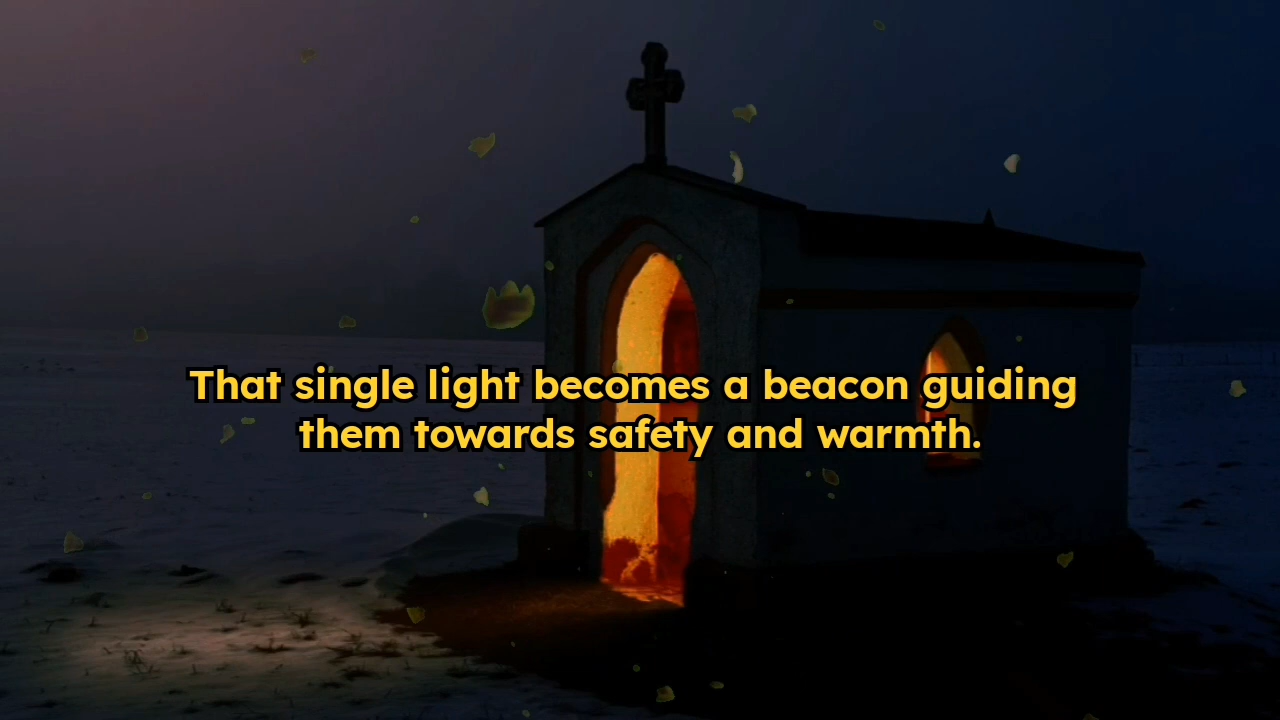 That single light becomes a beacon guiding
them towards safety and warmth.